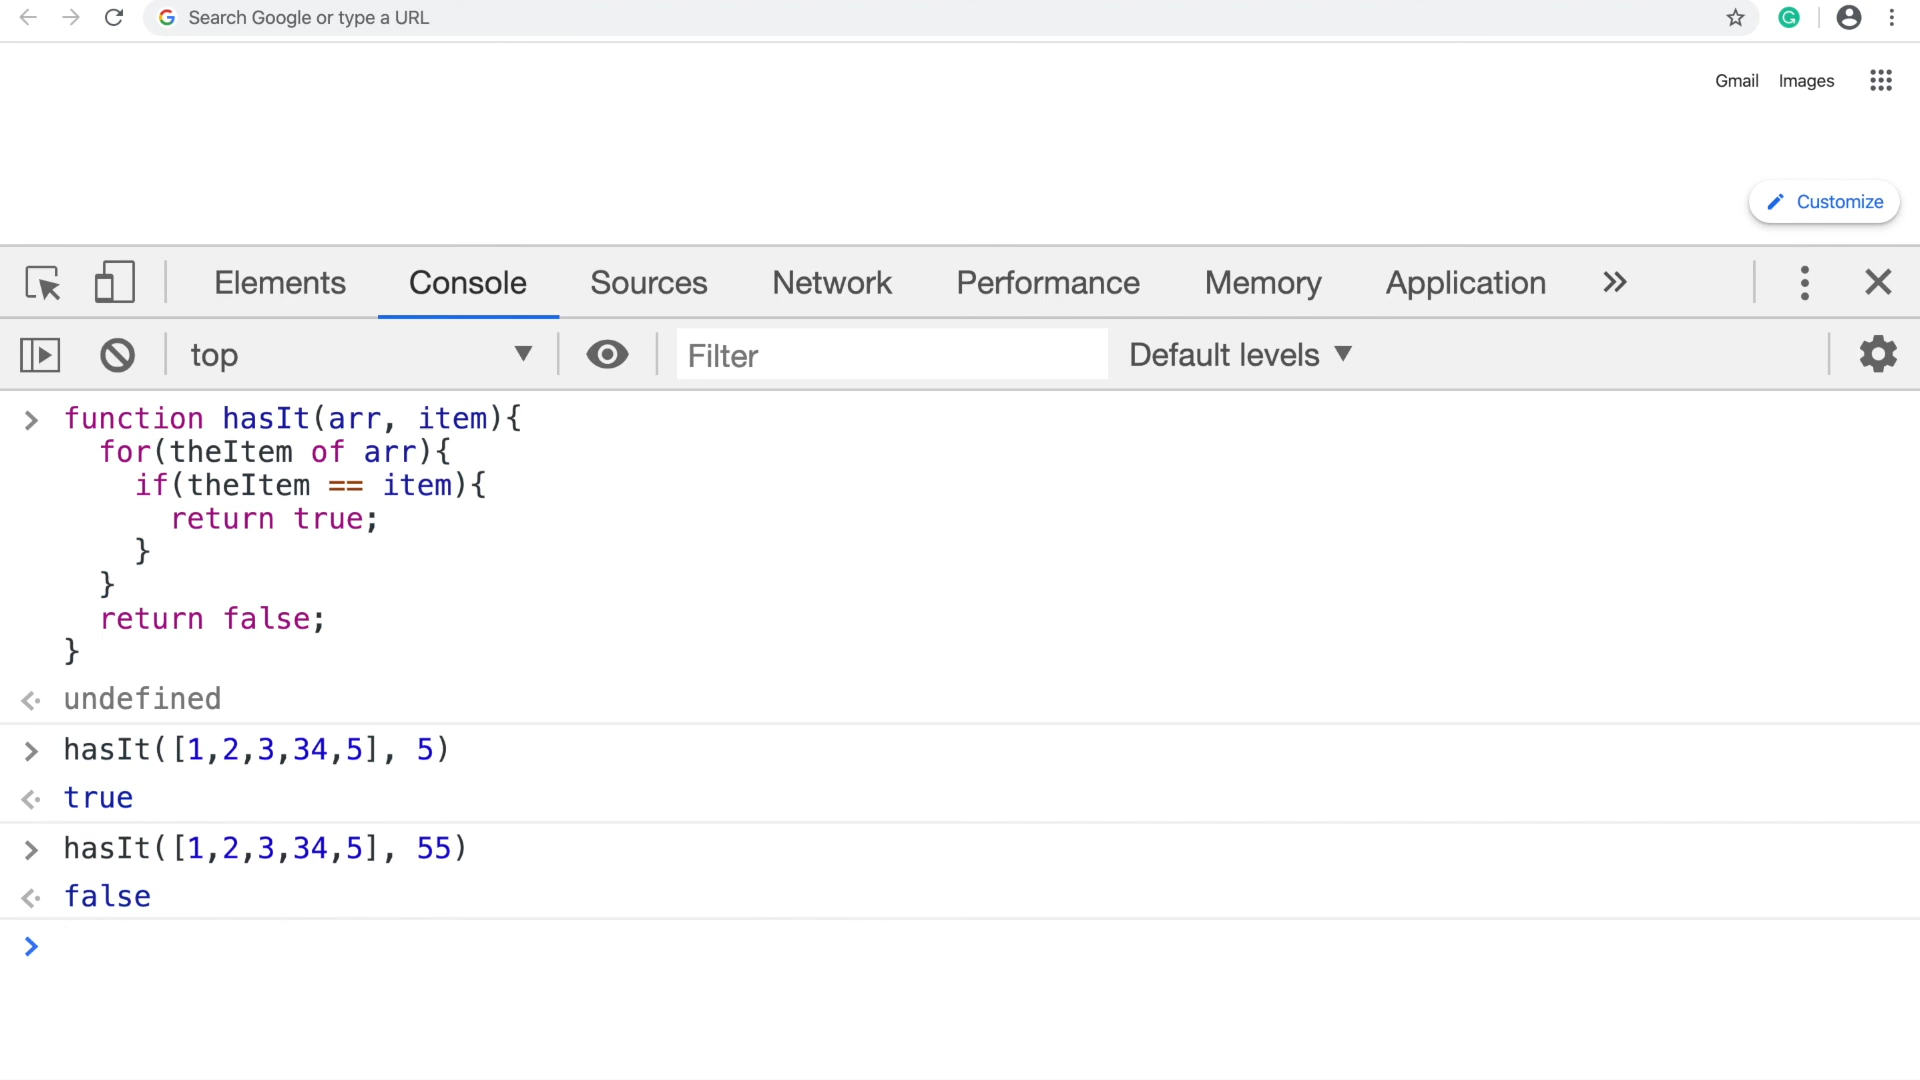 Search Google or type a URL
Gmail Images
Customize
Elements Console Sources Network Performance Memory Application
top Filter Default levels
function hasIt(arr, item){
for(theItem of arr){
if(theItem == item){
return true;
}
}
return false;
}
undefined
hasIt([1,2,3,34,5], 5)
true
hasIt([1,2,3,34,5], 55)
false